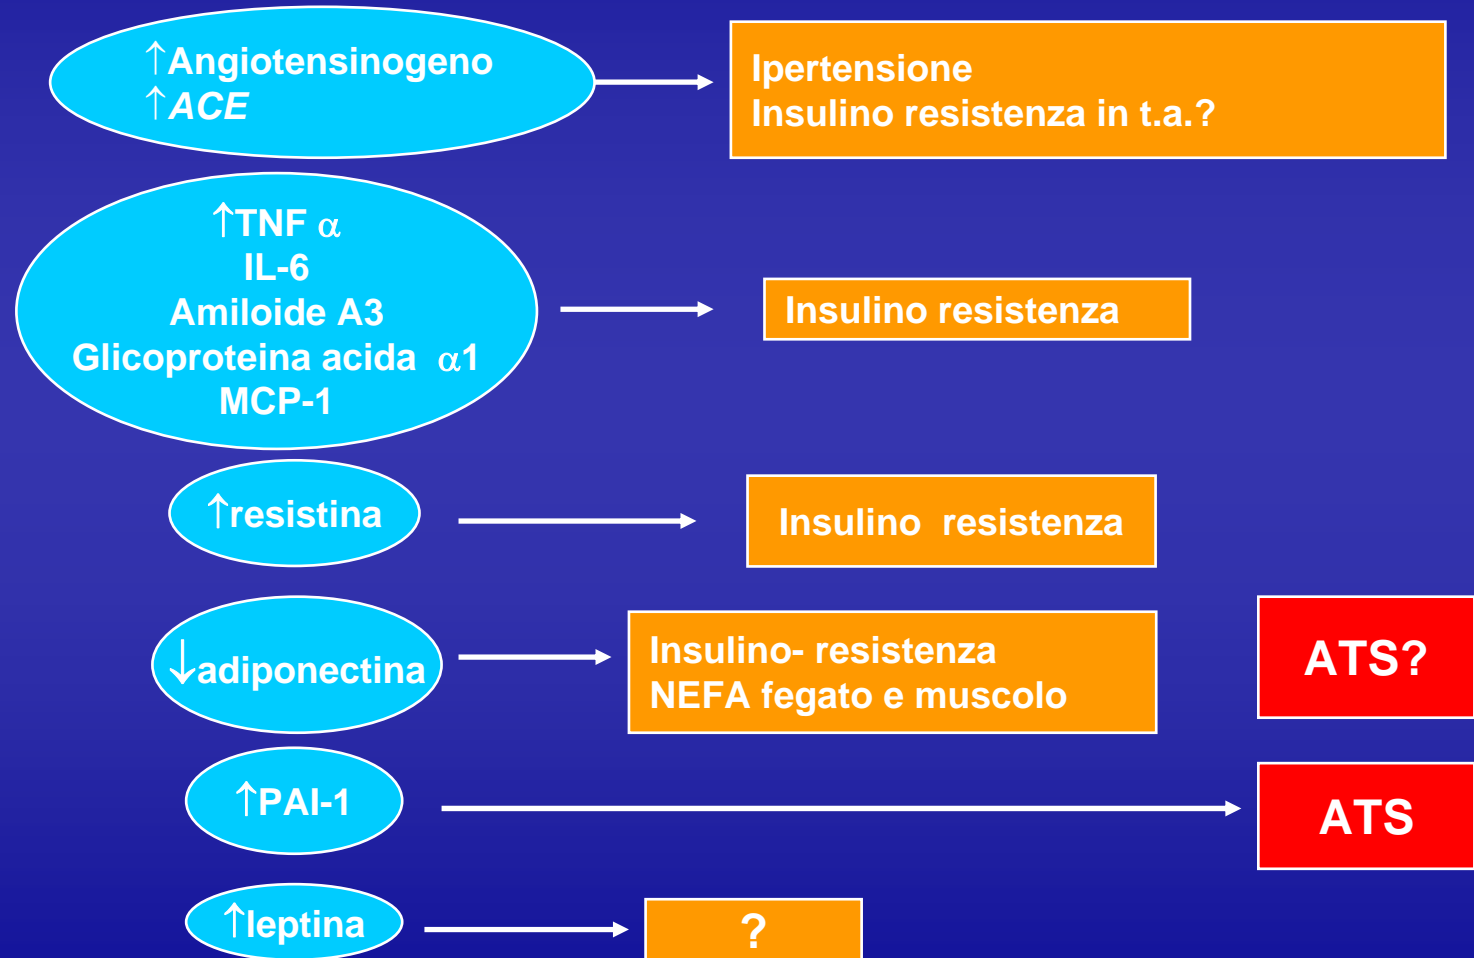 ↑Angiotensinogeno
↑ACE
Ipertensione
Insulino resistenza in t.a.?
↑TNF α
IL-6
Amiloide A3
Glicoproteina acida α1
MCP-1
Insulino resistenza
↑resistina
Insulino resistenza
↓adiponectina
Insulino- resistenza
NEFA fegato e muscolo
ATS?
↑PAI-1
ATS
↑leptina
?